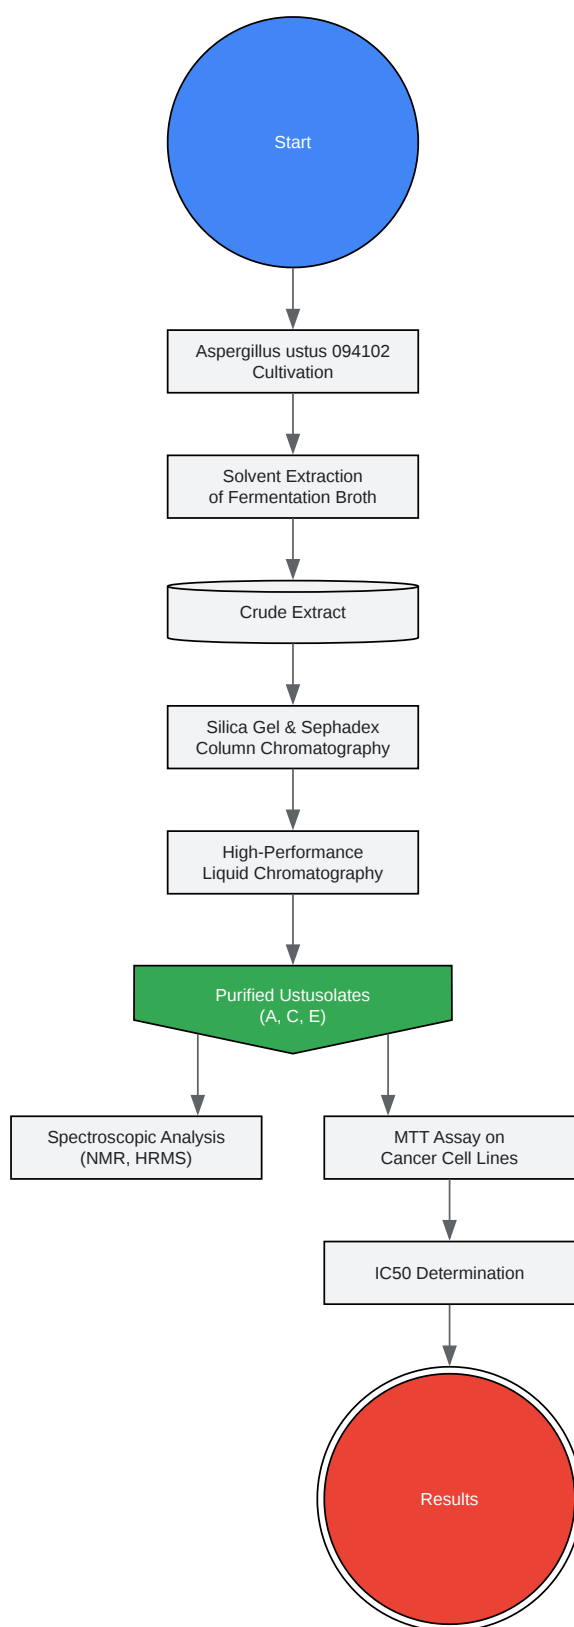 Start
Aspergillus ustus 094102
Cultivation
Solvent Extraction
of Fermentation Broth
Crude Extract
Silica Gel & Sephadex
Column Chromatography
High-Performance
Liquid Chromatography
Purified Ustusolates
(A, C, E)
Spectroscopic Analysis
(NMR, HRMS)
MTT Assay on
Cancer Cell Lines
IC50 Determination
Results